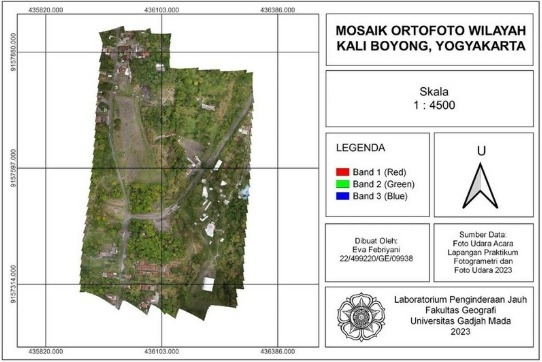 435820.000 436103.000 436386.000
9157880.000
9157597.000
9157314.000
435820.000 436103.000 436386.000
MOSAIK ORTOFOTO WILAYAH
KALI BOYONG, YOGYAKARTA
Skala
1 : 4500
LEGENDA
Band 1 (Red)
Band 2 (Green)
Band 3 (Blue)
U
Dibuat Oleh:
Eva Febriyani
22/499220/GE/09938
Sumber Data:
Foto Udara Acara
Lapangan Praktikum
Fotogrametri dan
Foto Udara 2023
Laboratorium Penginderaan Jauh
Fakultas Geografi
Universitas Gadjah Mada
2023